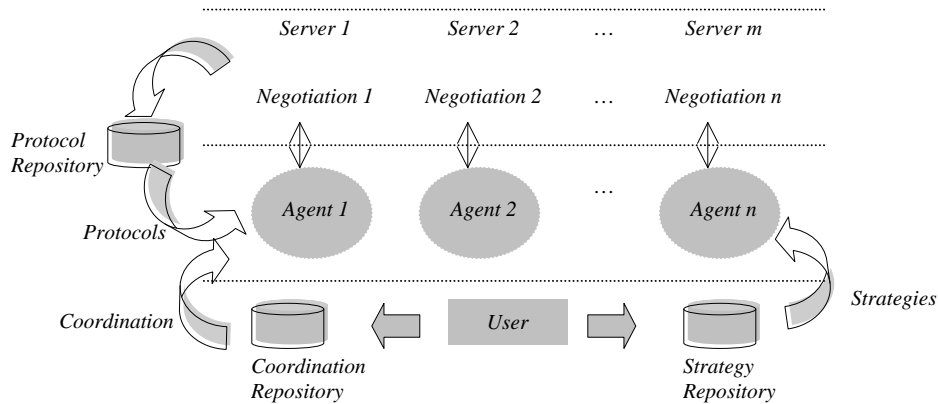 Server 1 Server 2 … Server m
Negotiation 1 Negotiation 2 … Negotiation n
Protocol
Repository
Agent 1 Agent 2 … Agent n
Protocols
Coordination
User
Strategies
Coordination
Repository
Strategy
Repository